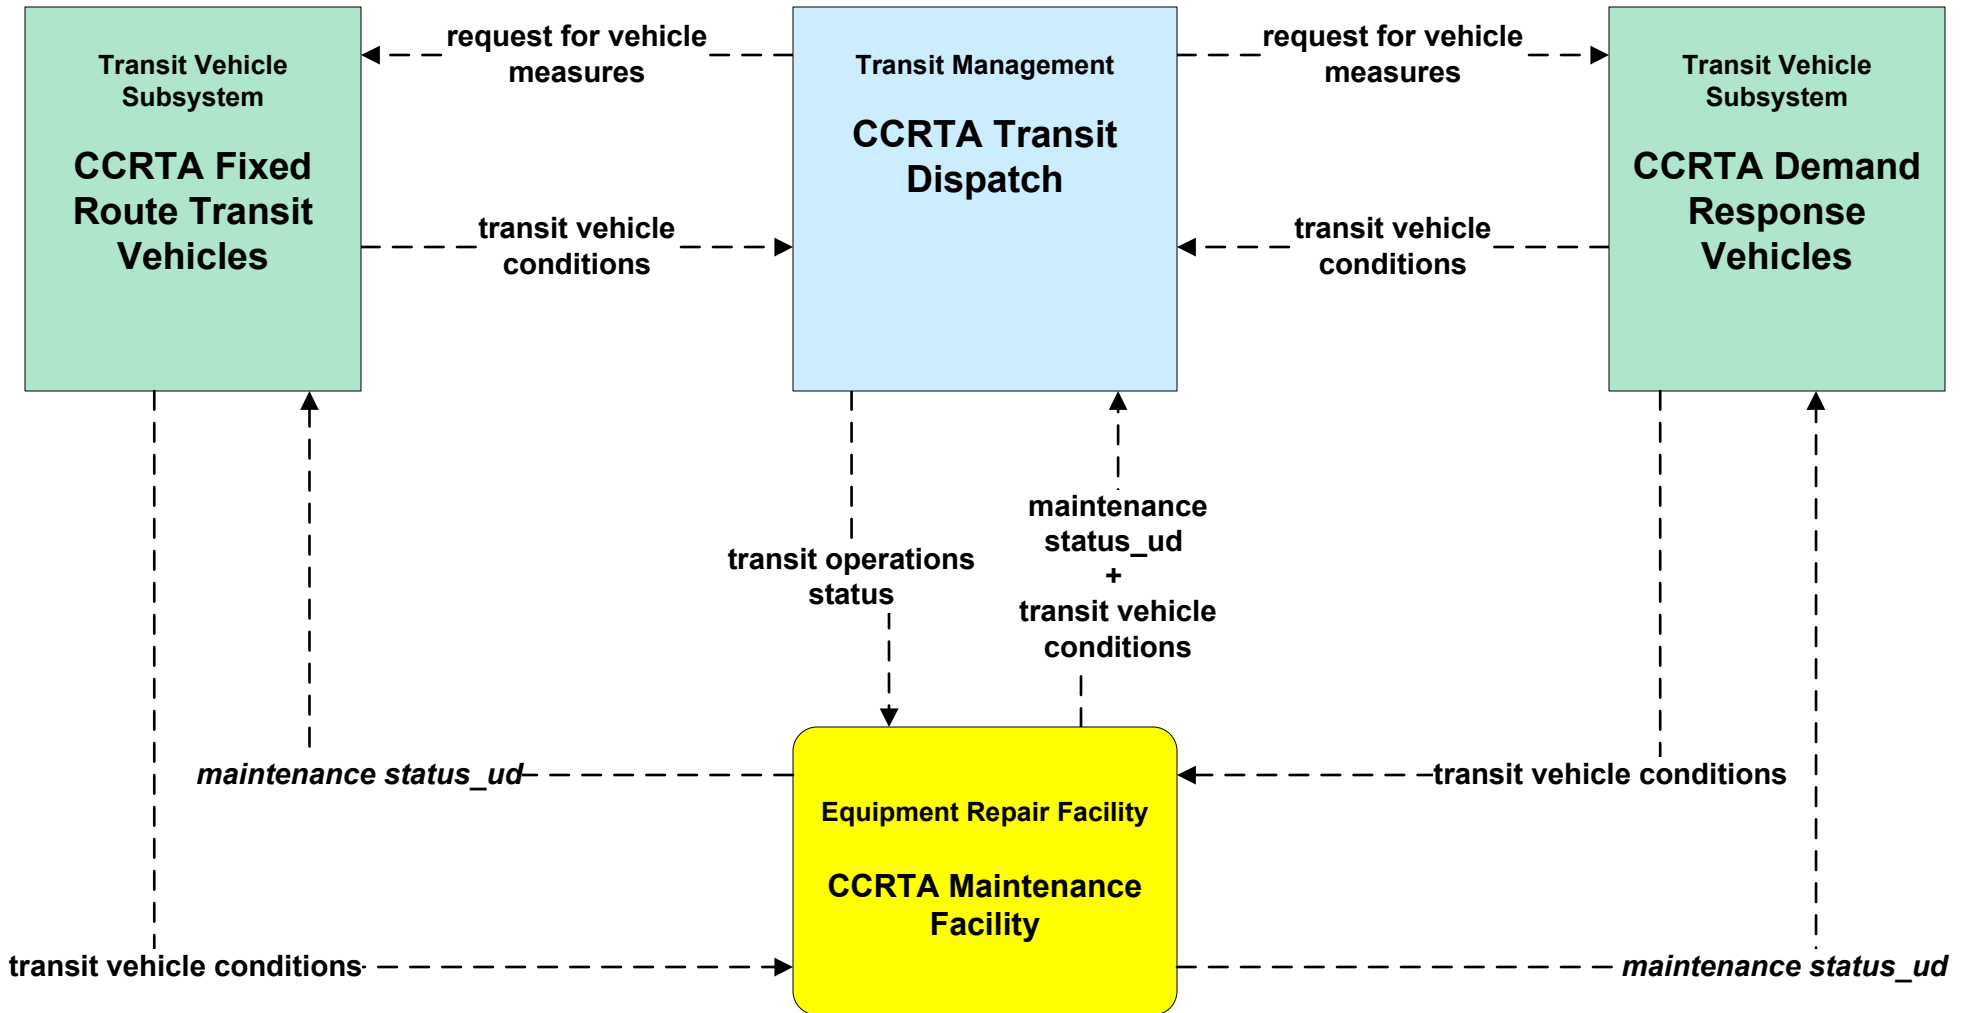 request for vehicle
measures
request for vehicle
measures
Transit Vehicle
Subsystem
CCRTA Fixed
Route Transit
Vehicles
Transit Management
CCRTA Transit
Dispatch
Transit Vehicle
Subsystem
CCRTA Demand
Response
Vehicles
transit vehicle
conditions
transit vehicle
conditions
transit operations
status
maintenance
status_ud
+
transit vehicle
conditions
maintenance status_ud
transit vehicle conditions
Equipment Repair Facility
CCRTA Maintenance
Facility
transit vehicle conditions
maintenance status_ud